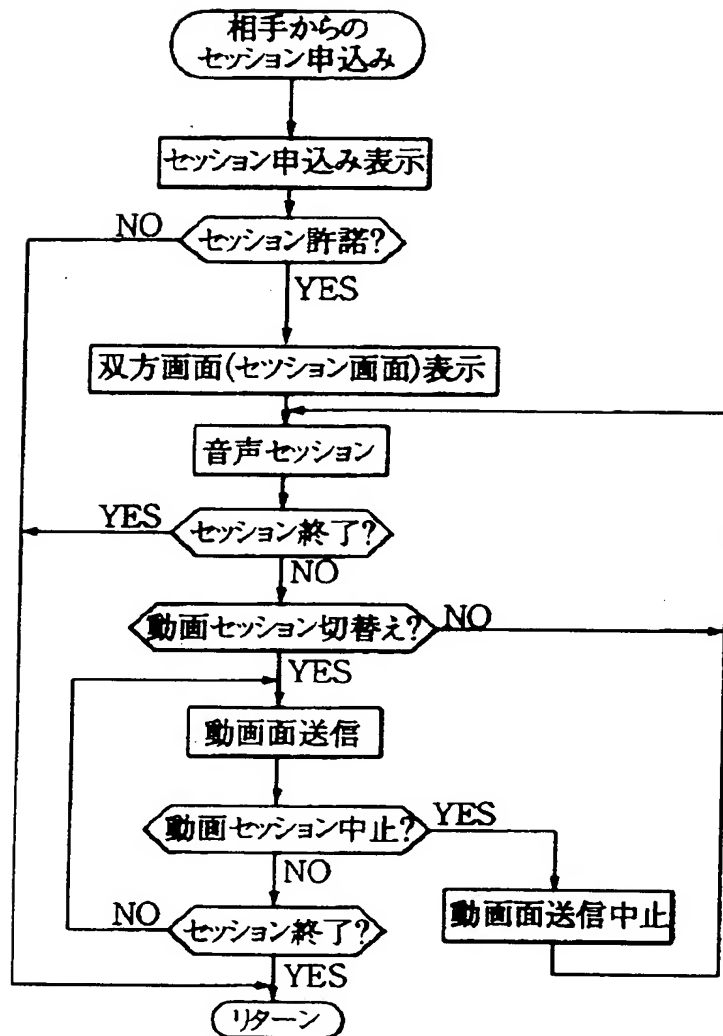 相手からの
セッション申込み
セッション申込み表示
NO
セッション許諾?
YES
双方画面(セッション画面)表示
音声セッション
YES
セッション終了?
NO
動画セッション切替え?
NO
YES
動画面送信
動画セッション中止?
YES
NO
NO
セッション終了?
動画面送信中止
YES
リターン